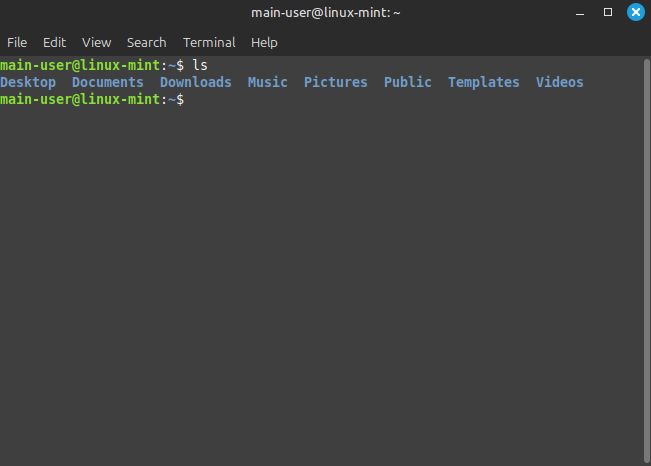 main-user@linux-mint: ~
File Edit View Search Terminal Help
main-user@linux-mint:~$ ls
Desktop  Documents  Downloads  Music  Pictures  Public  Templates  Videos
main-user@linux-mint:~$